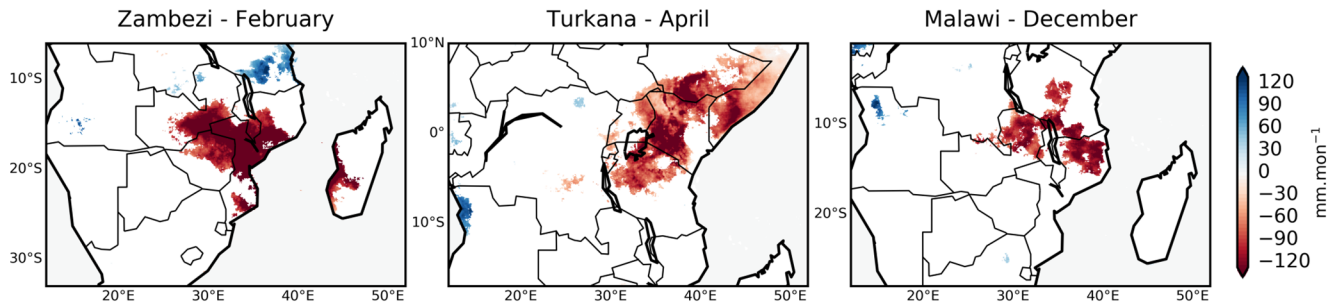 Zambezi - February
Turkana - April
Malawi - December
10°S
20°S
30°S
20°E 30°E 40°E 50°E
10°N
0°
10°S
20°E 30°E 40°E 50°E
10°S
20°S
20°E 30°E 40°E 50°E
120
90
60
30
0
−30
−60
−90
−120
mm.mon⁻¹